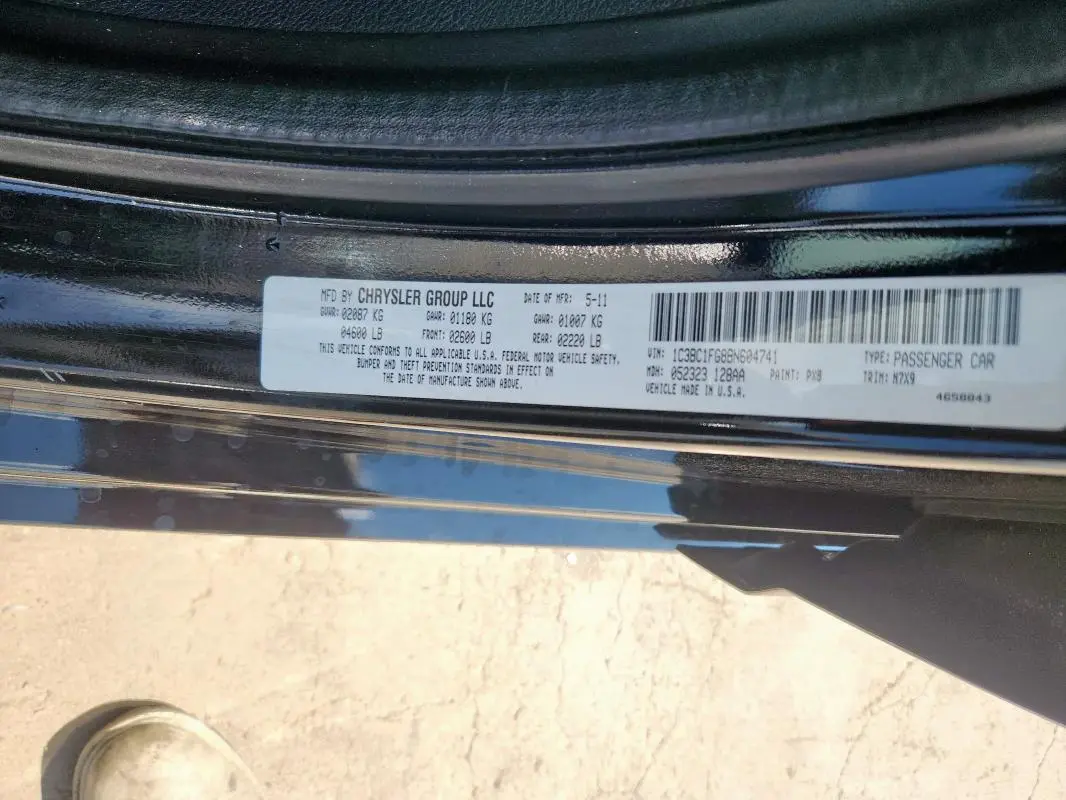 MFD BY CHRYSLER GROUP LLC DATE OF MFR: 5-11
GVWR: 02087 KG GAWR: 01180 KG GAWR: 01007 KG
04600 LB FRONT: 02600 LB REAR: 02220 LB
THIS VEHICLE CONFORMS TO ALL APPLICABLE U.S.A. FEDERAL MOTOR VEHICLE SAFETY,
BUMPER AND THEFT PREVENTION STANDARDS IN EFFECT ON
THE DATE OF MANUFACTURE SHOWN ABOVE.
VIN: 1C3BC1FG8BN604741 TYPE: PASSENGER CAR
MDH: 052323 128AA PAINT: PX8 TRIM: N7X9
VEHICLE MADE IN U.S.A.
4658043